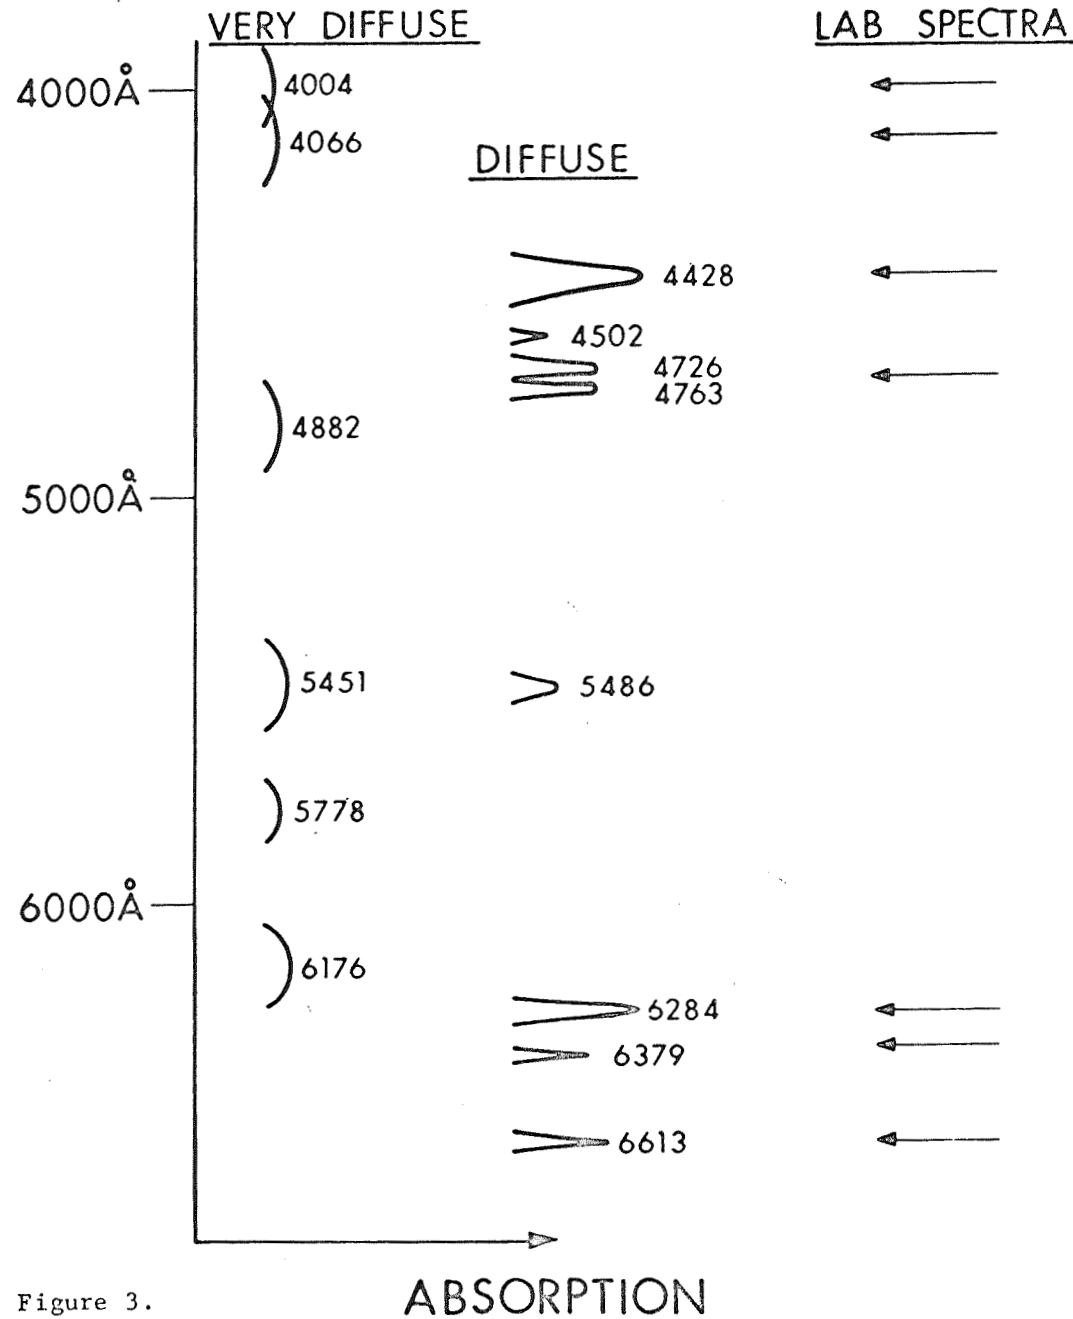 VERY DIFFUSE
LAB SPECTRA
4000Å
4004
4066
DIFFUSE
4428
4502
4726
4763
4882
5000Å
5451
5486
5778
6000Å
6176
6284
6379
6613
ABSORPTION
Figure 3.